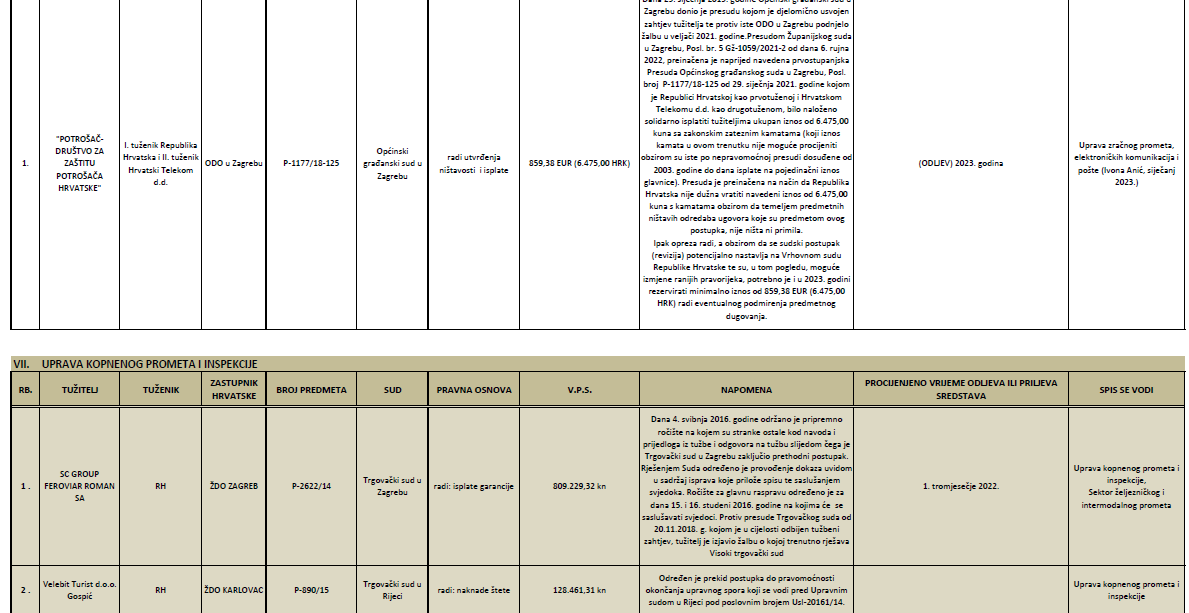 Dana 29. siječnja 2019. godine Općinski građanski sud u
Zagrebu donio je presudu kojom je djelomično usvojen
zahtjev tužitelja te protiv iste ODO u Zagrebu podnjelo
žalbu u veljači 2021. godine.Presudom Županijskog suda
u Zagrebu, Posl. br. 5 Gž-1059/2021-2 od dana 6. rujna
2022, preinačena je naprijed navedena prvostupanjska
Presuda Općinskog građanskog suda u Zagrebu, Posl.
broj P-1177/18-125 od 29. siječnja 2021. godine kojom
je Republici Hrvatskoj kao prvotuženoj i Hrvatskom
Telekomu d.d. kao drugotuženom, bilo naloženo
solidarno isplatiti tužiteljima ukupan iznos od 6.475,00
kuna sa zakonskim zateznim kamatama (koji iznos
kamata u ovom trenutku nije moguće procijeniti
obzirom su iste po nepravomoćnoj presudi dosuđene od
2003. godine do dana isplate na pojedinačni iznos
glavnice). Presuda je preinačena na način da Republika
Hrvatska nije dužna vratiti navedeni iznos od 6.475,00
kuna s kamatama obzirom da temeljem predmetnih
ništavih odredaba ugovora koje su predmetom ovog
postupka, nije ništa ni primila.
Ipak opreza radi, a obzirom da se sudski postupak
(revizija) potencijalno nastavlja na Vrhovnom sudu
Republike Hrvatske te su, u tom pogledu, moguće
izmjene ranijih pravorijeka, potrebno je i u 2023. godini
rezervirati minimalno iznos od 859,38 EUR (6.475,00
HRK) radi eventualnog podmirenja predmetnog
dugovanja.
1.
"POTROŠAČ-
DRUŠTVO ZA
ZAŠTITU
POTROŠAČA
HRVATSKE"
I. tuženik Republika
Hrvatska i II. tuženik
Hrvatski Telekom
d.d.
ODO u Zagrebu
P-1177/18-125
Općinski
građanski sud u
Zagrebu
radi utvrđenja
ništavosti i isplate
859,38 EUR (6.475,00 HRK)
(ODLJEV) 2023. godina
Uprava zračnog prometa,
elektroničkih komunikacija i
pošte (Ivona Anić, siječanj
2023.)
VII. UPRAVA KOPNENOG PROMETA I INSPEKCIJE
RB.
TUŽITELJ
TUŽENIK
ZASTUPNIK
HRVATSKE
BROJ PREDMETA
SUD
PRAVNA OSNOVA
V.P.S.
NAPOMENA
PROCIJENJENO VRIJEME ODLJEVA ILI PRILJEVA
SREDSTAVA
SPIS SE VODI
1 .
SC GROUP
FEROVIAR ROMAN
SA
RH
ŽDO ZAGREB
P-2622/14
Trgovački sud u
Zagrebu
radi: isplate garancije
809.229,32 kn
Dana 4. svibnja 2016. godine održano je pripremno
ročište na kojem su stranke ostale kod navoda i
prijedloga iz tužbe i odgovora na tužbu slijedom čega je
Trgovački sud u Zagrebu zaključio prethodni postupak.
Rješenjem Suda određeno je provođenje dokaza uvidom
u sadržaj isprava koje prilože spisu te saslušanjem
svjedoka. Ročište za glavnu raspravu određeno je za
dana 15. i 16. studeni 2016. godine na kojima će se
saslušavati svjedoci. Protiv presude Trgovačkog suda od
20.11.2018. g. kojom je u cijelosti odbijen tužbeni
zahtjev, tužitelj je izjavio žalbu o kojoj trenutno rješava
Visoki trgovački sud
1. tromjesečje 2022.
Uprava kopnenog prometa i
inspekcije,
Sektor željezničkog i
intermodalnog prometa
2 .
Velebit Turist d.o.o.
Gospić
RH
ŽDO KARLOVAC
P-890/15
Trgovački sud u
Rijeci
radi: naknade štete
128.461,31 kn
Određen je prekid postupka do pravomoćnosti
okončanja upravnog spora koji se vodi pred Upravnim
sudom u Rijeci pod poslovnim brojem UsI-20161/14.
Uprava kopnenog prometa i
inspekcije